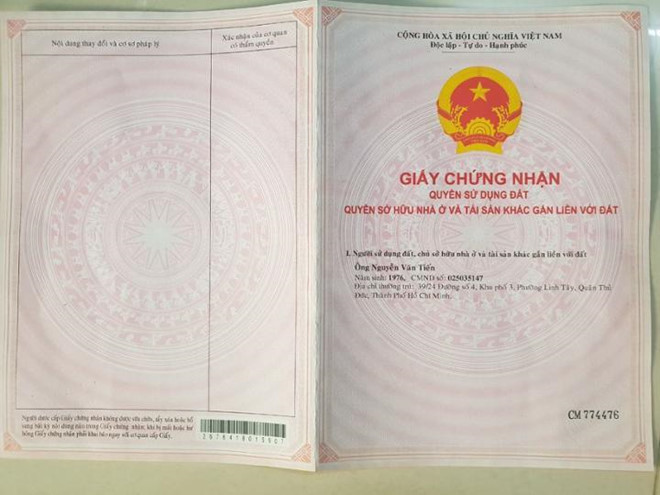 Nội dung thay đổi và cơ sở pháp lý
Xác nhận của cơ quan
có thẩm quyền
Người được cấp Giấy chứng nhận không được sửa chữa, tẩy xóa hoặc bổ
sung bất kỳ nội dung nào trong Giấy chứng nhận; khi bị mất hoặc hư
hỏng Giấy chứng nhận phải khai báo ngay với cơ quan cấp Giấy.
CỘNG HÒA XÃ HỘI CHỦ NGHĨA VIỆT NAM
Độc lập - Tự do - Hạnh phúc
GIẤY CHỨNG NHẬN
QUYỀN SỬ DỤNG ĐẤT
QUYỀN SỞ HỮU NHÀ Ở VÀ TÀI SẢN KHÁC GẮN LIỀN VỚI ĐẤT
I. Người sử dụng đất, chủ sở hữu nhà ở và tài sản khác gắn liền với đất
Ông Nguyễn Văn Tiến
Năm sinh: 1976, CMND số: 025035147
Địa chỉ thường trú: 39/24 Đường số 4, Khu phố 3, Phường Linh Tây, Quận Thủ
Đức, Thành Phố Hồ Chí Minh.
CM 774476